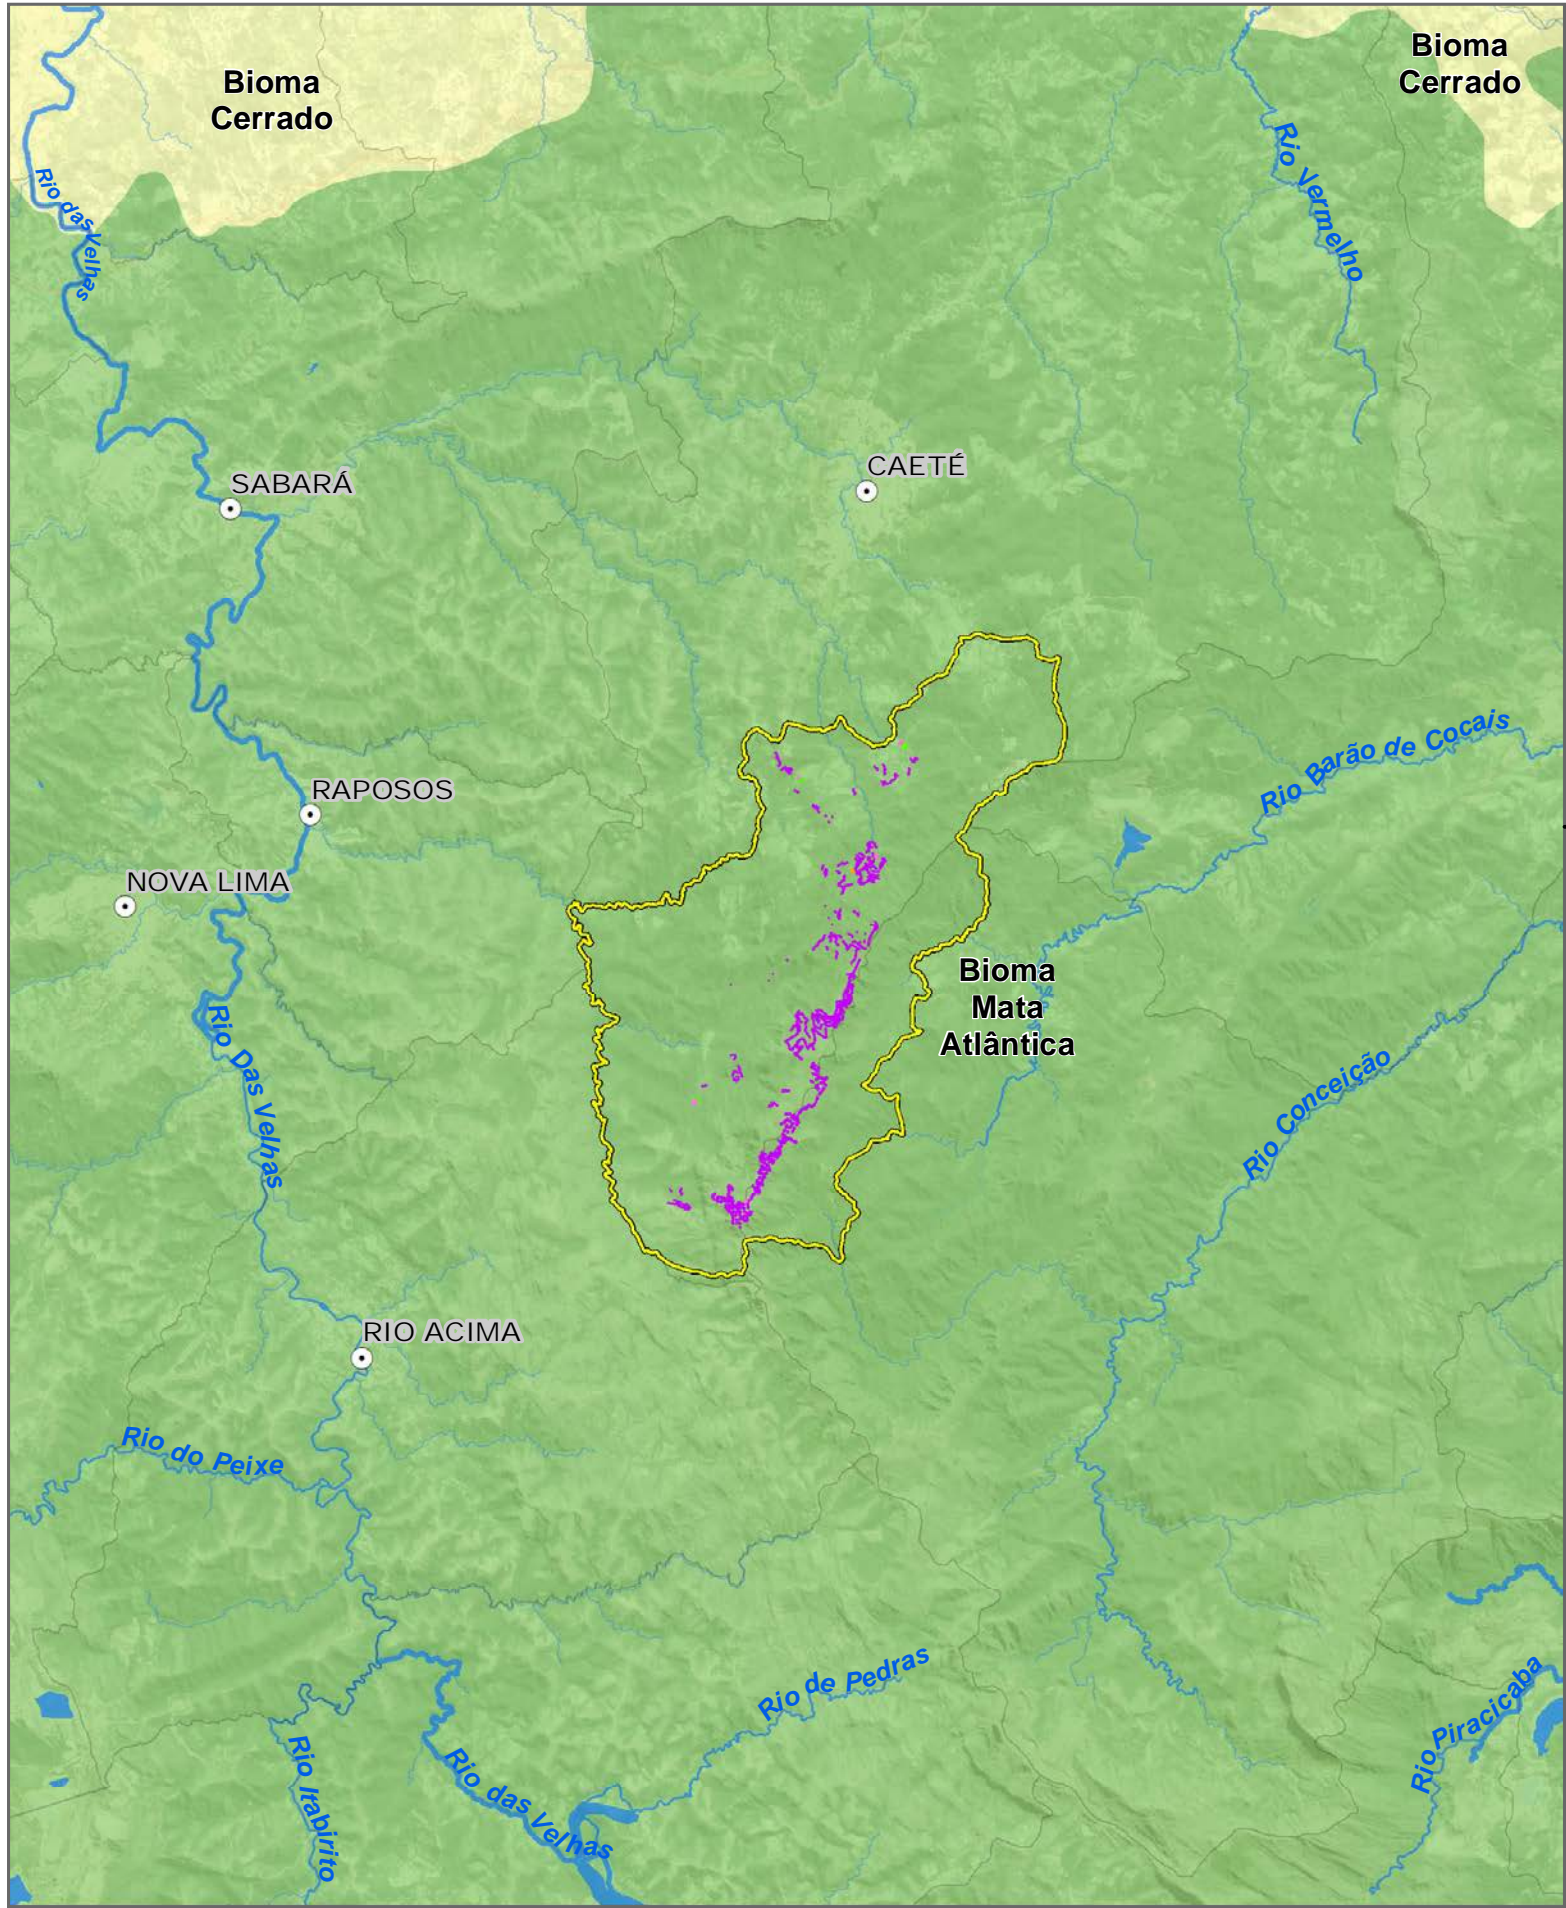 Bioma
Cerrado
Bioma
Cerrado
Rio das Velhas
Rio Vermelho
CAETÉ
SABARÁ
Rio Barão de Cocais
RAPOSOS
NOVA LIMA
Bioma
Mata
Atlântica
Rio Das Velhas
Rio Conceição
RIO ACIMA
Rio do Peixe
Rio de Pedras
Rio Piracicaba
Rio Itabirito
Rio das Velhas